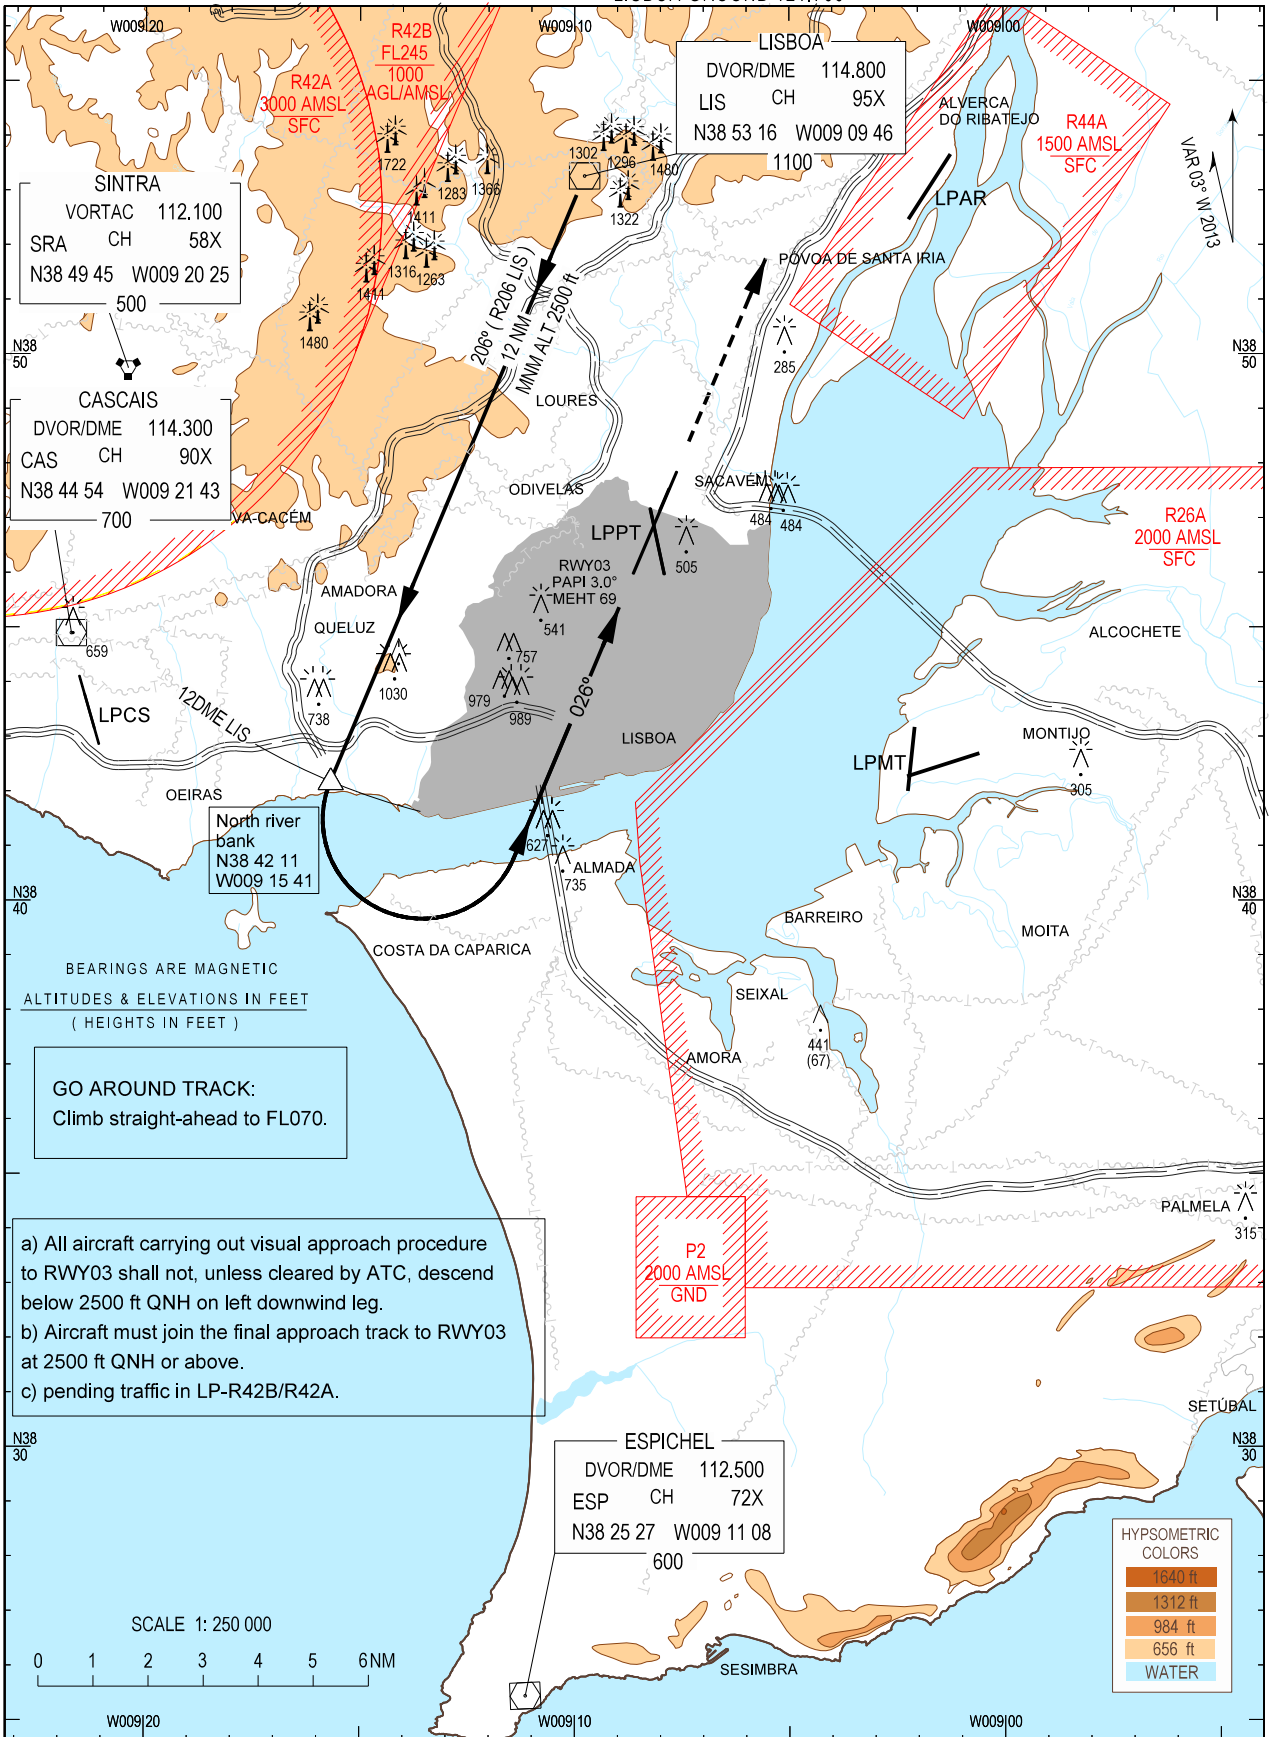 W009,20
W009,10
W009,00
R42B
FL245
1000
AGL/AMSL
R42A
3000 AMSL
SFC
LISBOA
DVOR/DME 114.800
LIS CH 95X
N38 53 16 W009 09 46
1100
ALVERCA
DO RIBATEJO
R44A
1500 AMSL
SFC
VAR 03° W 2013
LPAR
1722
1283
1366
1411
1302
1296
1480
1322
1316
1263
1411
1480
SINTRA
VORTAC 112.100
SRA CH 58X
N38 49 45 W009 20 25
500
206º ( R206 LIS )
12 NM
MNM ALT 2500 ft
PÓVOA DE SANTA IRIA
285
N38
50
N38
50
CASCAIS
DVOR/DME 114.300
CAS CH 90X
N38 44 54 W009 21 43
700
LOURES
ODIVELAS
SACAVÉM
484
484
VA-CACÉM
LPPT
505
RWY03
PAPI 3.0°
MEHT 69
541
R26A
2000 AMSL
SFC
AMADORA
QUELUZ
659
757
1030
979
989
738
026º
ALCOCHETE
LPCS
12DME LIS
LISBOA
MONTIJO
LPMT
305
OEIRAS
North river
bank
N38 42 11
W009 15 41
627
735
ALMADA
N38
40
N38
40
BARREIRO
MOITA
COSTA DA CAPARICA
BEARINGS ARE MAGNETIC
ALTITUDES & ELEVATIONS IN FEET
( HEIGHTS IN FEET )
SEIXAL
441
(67)
AMORA
GO AROUND TRACK:
Climb straight-ahead to FL070.
PALMELA
315
a) All aircraft carrying out visual approach procedure
to RWY03 shall not, unless cleared by ATC, descend
below 2500 ft QNH on left downwind leg.
b) Aircraft must join the final approach track to RWY03
at 2500 ft QNH or above.
c) pending traffic in LP-R42B/R42A.
P2
2000 AMSL
GND
SETÚBAL
N38
30
N38
30
ESPICHEL
DVOR/DME 112.500
ESP CH 72X
N38 25 27 W009 11 08
600
HYPSOMETRIC
COLORS
1640 ft
1312 ft
984 ft
656 ft
WATER
SCALE 1: 250 000
0 1 2 3 4 5 6NM
SESIMBRA
W009,20
W009,10
W009,00